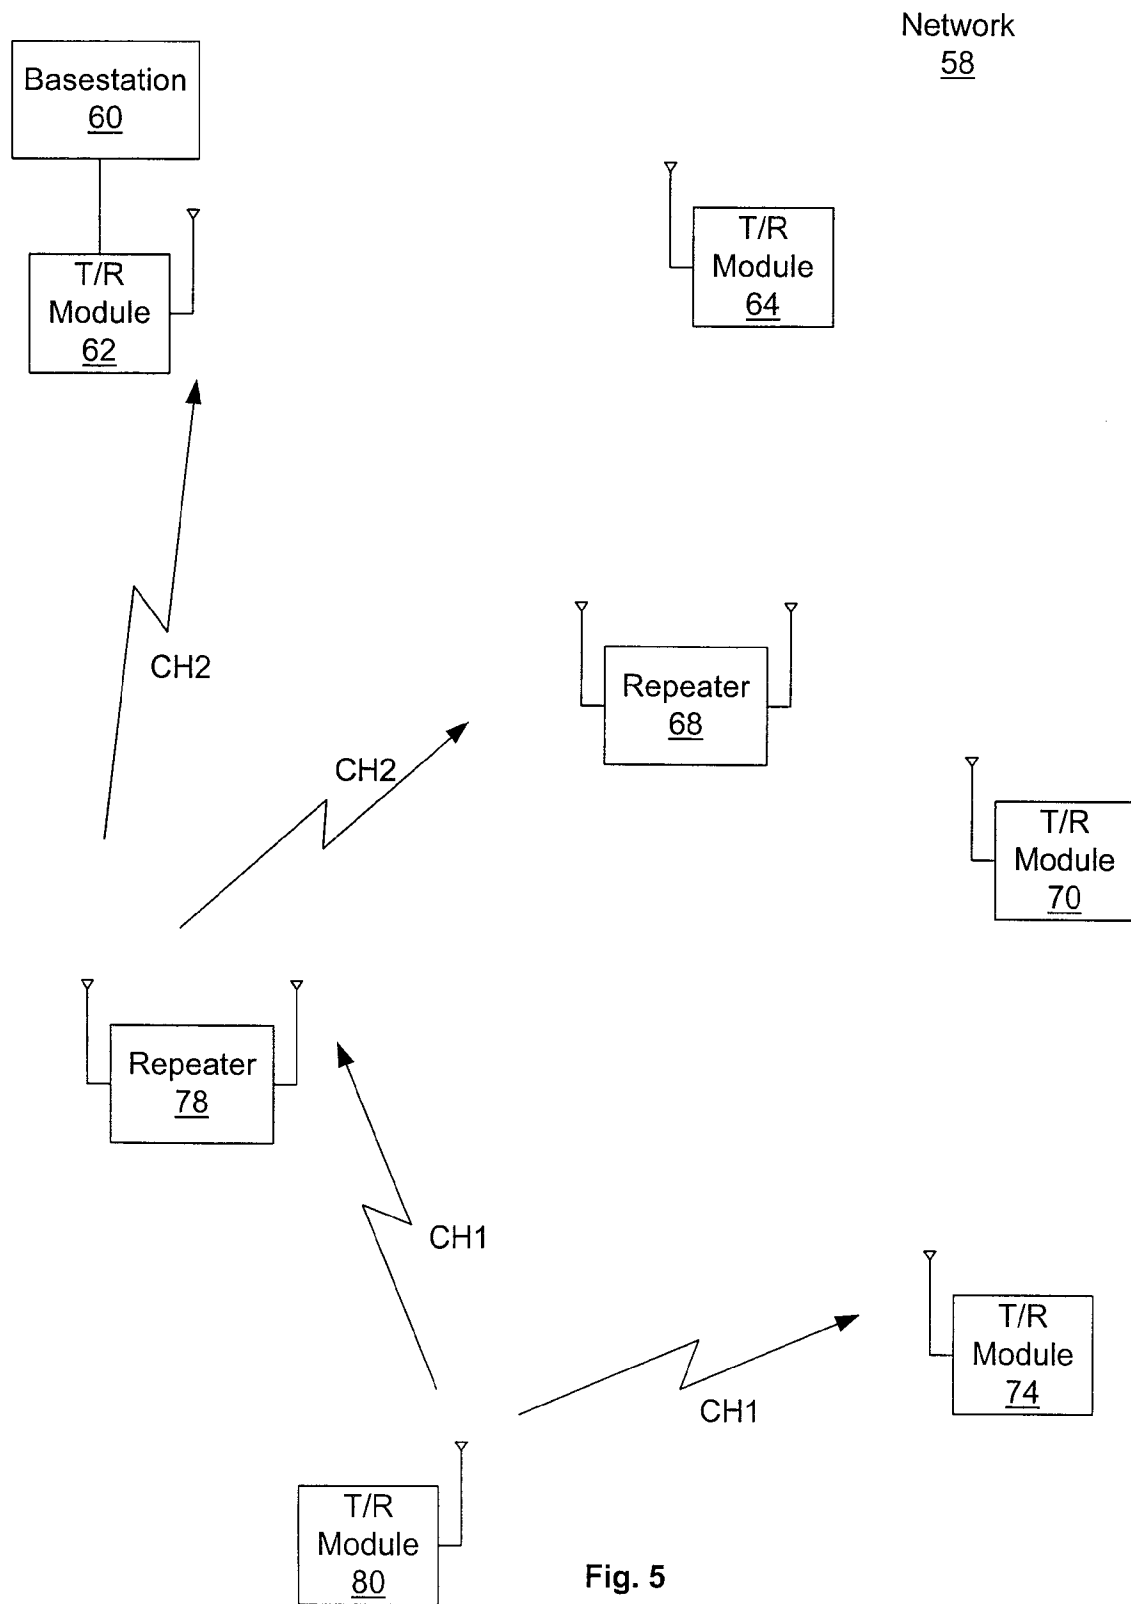 Network
58
Basestation
60
T/R
Module
62
T/R
Module
64
CH2
Repeater
68
CH2
T/R
Module
70
Repeater
78
CH1
T/R
Module
74
CH1
T/R
Module
80
Fig. 5